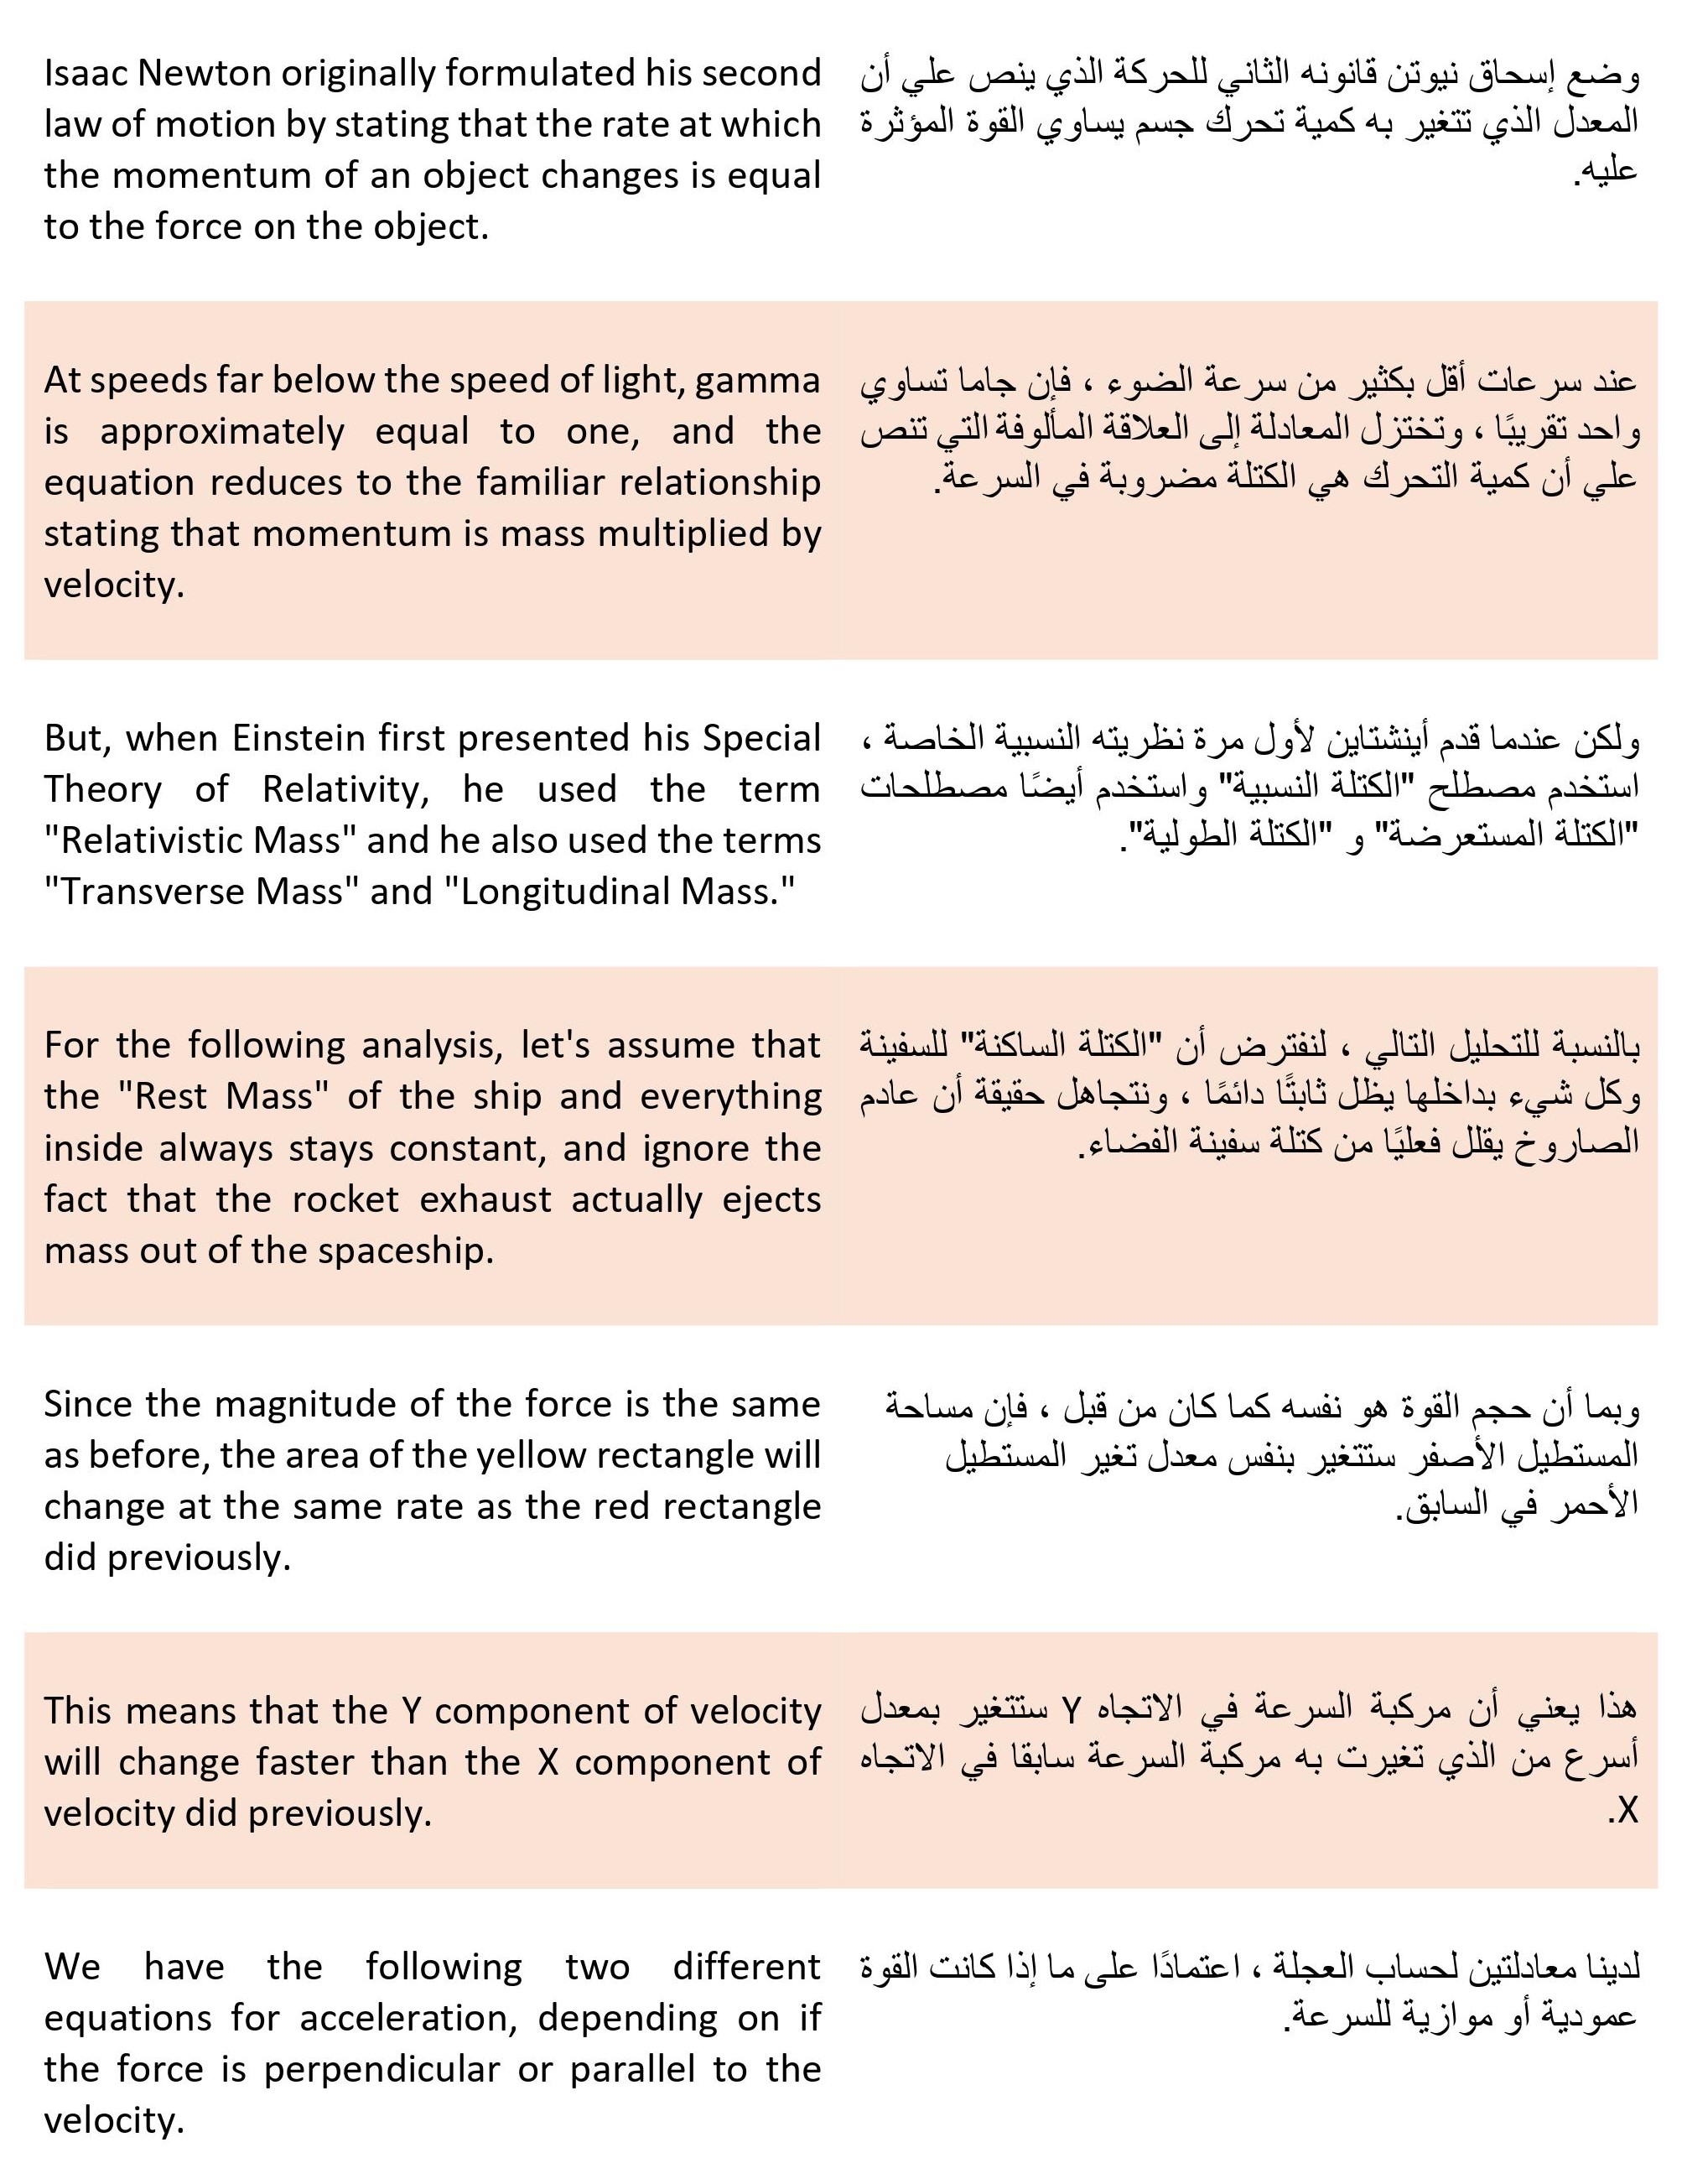 Isaac Newton originally formulated his second
law of motion by stating that the rate at which
the momentum of an object changes is equal
to the force on the object.
وضع إسحاق نيوتن قانونه الثاني للحركة الذي ينص علي أن
المعدل الذي تتغير به كمية تحرك جسم يساوي القوة المؤثرة
عليه.
At speeds far below the speed of light, gamma
is approximately equal to one, and the
equation reduces to the familiar relationship
stating that momentum is mass multiplied by
velocity.
عند سرعات أقل بكثير من سرعة الضوء ، فإن جاما تساوي
واحد تقريبًا ، وتختزل المعادلة إلى العلاقة المألوفة التي تنص
علي أن كمية التحرك هي الكتلة مضروبة في السرعة.
But, when Einstein first presented his Special
Theory of Relativity, he used the term
"Relativistic Mass" and he also used the terms
"Transverse Mass" and "Longitudinal Mass."
ولكن عندما قدم أينشتاين لأول مرة نظريته النسبية الخاصة ،
استخدم مصطلح "الكتلة النسبية" واستخدم أيضًا مصطلحات
"الكتلة المستعرضة" و "الكتلة الطولية".
For the following analysis, let's assume that
the "Rest Mass" of the ship and everything
inside always stays constant, and ignore the
fact that the rocket exhaust actually ejects
mass out of the spaceship.
بالنسبة للتحليل التالي ، لنفترض أن "الكتلة الساكنة" للسفينة
وكل شيء بداخلها يظل ثابتًا دائمًا ، ونتجاهل حقيقة أن عادم
الصاروخ يقلل فعليًا من كتلة سفينة الفضاء.
Since the magnitude of the force is the same
as before, the area of the yellow rectangle will
change at the same rate as the red rectangle
did previously.
وبما أن حجم القوة هو نفسه كما كان من قبل ، فإن مساحة
المستطيل الأصفر ستتغير بنفس معدل تغير المستطيل
الأحمر في السابق.
This means that the Y component of velocity
will change faster than the X component of
velocity did previously.
هذا يعني أن مركبة السرعة في الاتجاه Y ستتغير بمعدل
أسرع من الذي تغيرت به مركبة السرعة سابقا في الاتجاه
X.
We have the following two different
equations for acceleration, depending on if
the force is perpendicular or parallel to the
velocity.
لدينا معادلتين لحساب العجلة ، اعتمادًا على ما إذا كانت القوة
عمودية أو موازية للسرعة.